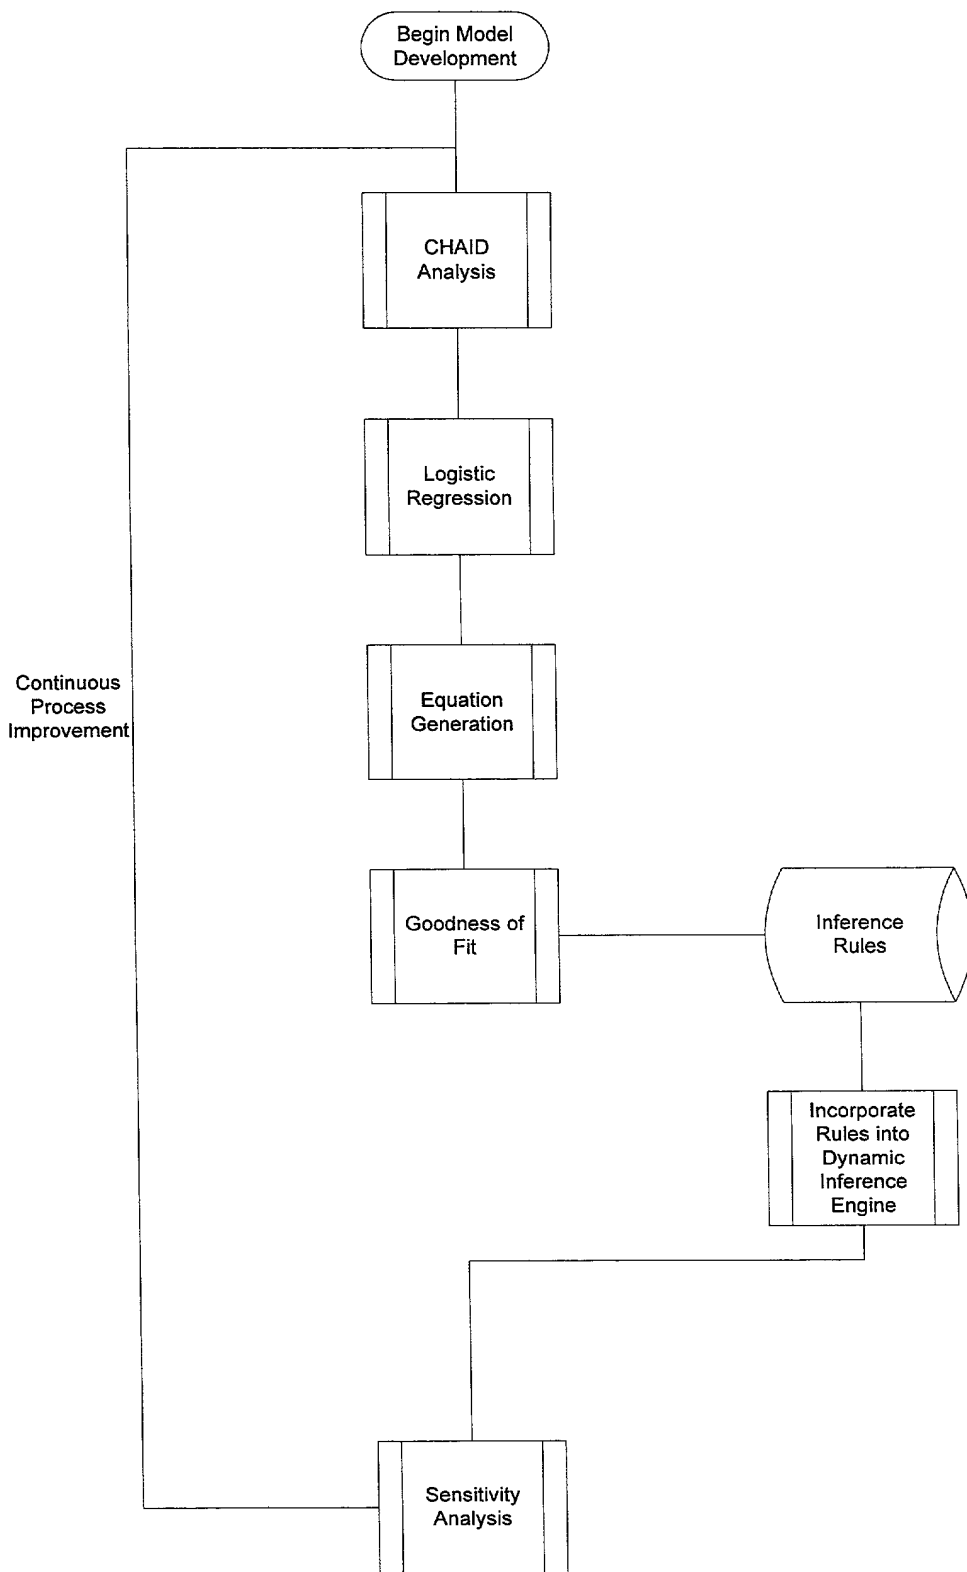 Begin Model
Development
CHAID
Analysis
Logistic
Regression
Continuous
Process
Improvement
Equation
Generation
Goodness of
Fit
Inference
Rules
Incorporate
Rules into
Dynamic
Inference
Engine
Sensitivity
Analysis